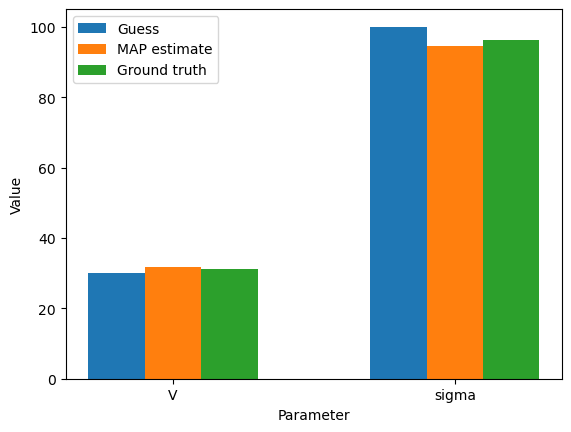 Guess
MAP estimate
Ground truth
Value
100
80
60
40
20
0
V
sigma
Parameter